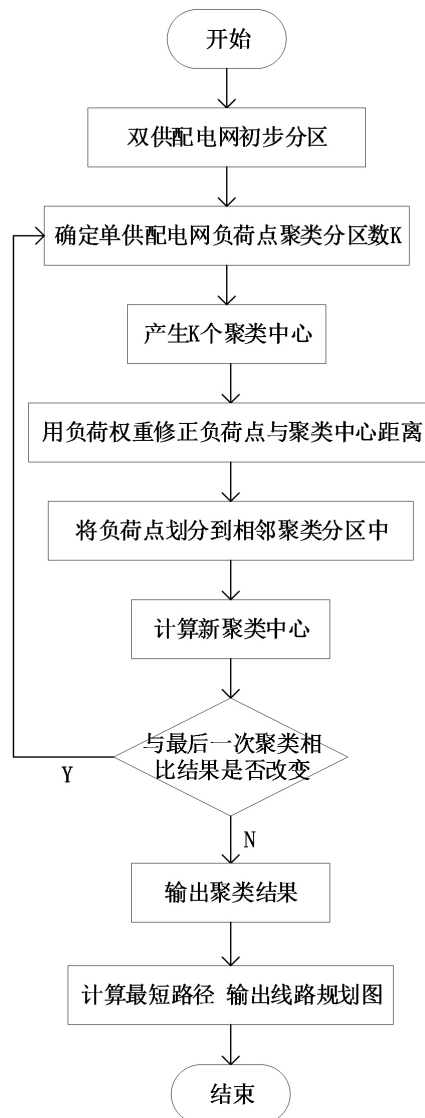 开始
双供配电网初步分区
确定单供配电网负荷点聚类分区数K
产生K个聚类中心
用负荷权重修正负荷点与聚类中心距离
将负荷点划分到相邻聚类分区中
计算新聚类中心
与最后一次聚类相
比结果是否改变
Y
N
输出聚类结果
计算最短路径 输出线路规划图
结束